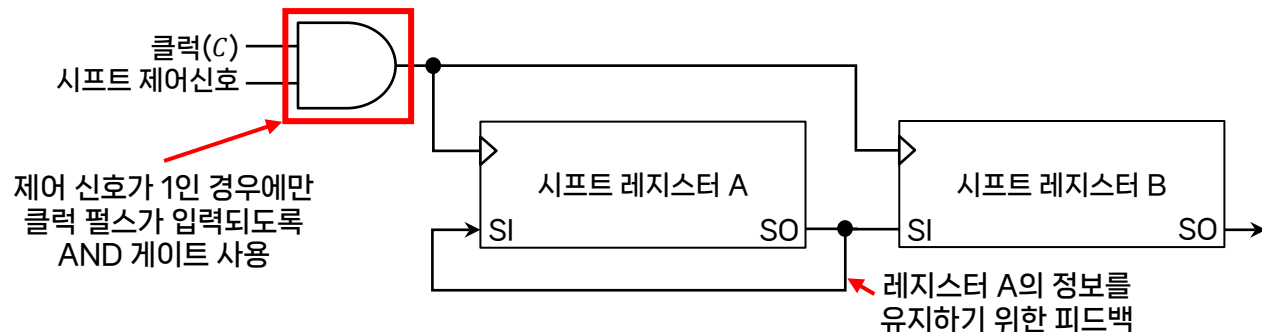 클럭(C)
시프트 제어신호
제어 신호가 1인 경우에만
클럭 펄스가 입력되도록
AND 게이트 사용
시프트 레지스터 A
SI
SO
시프트 레지스터 B
SI
SO
레지스터 A의 정보를
유지하기 위한 피드백